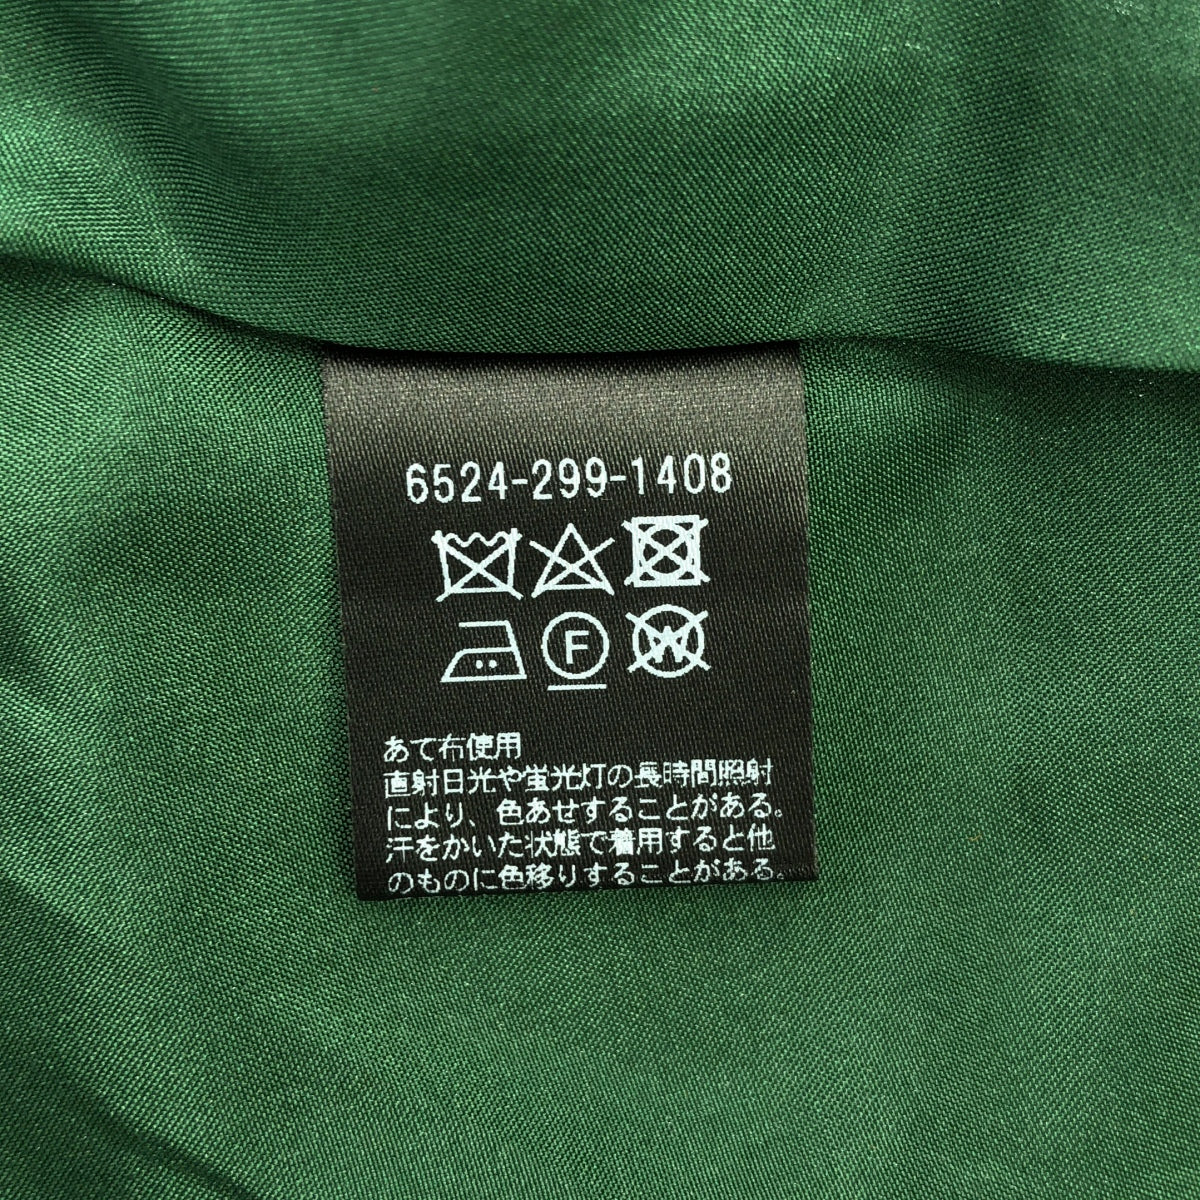 6524-299-1408
F
W
あて布使用
直射日光や蛍光灯の長時間照射
により、色あせすることがある。
汗をかいた状態で着用すると他
のものに色移りすることがある。